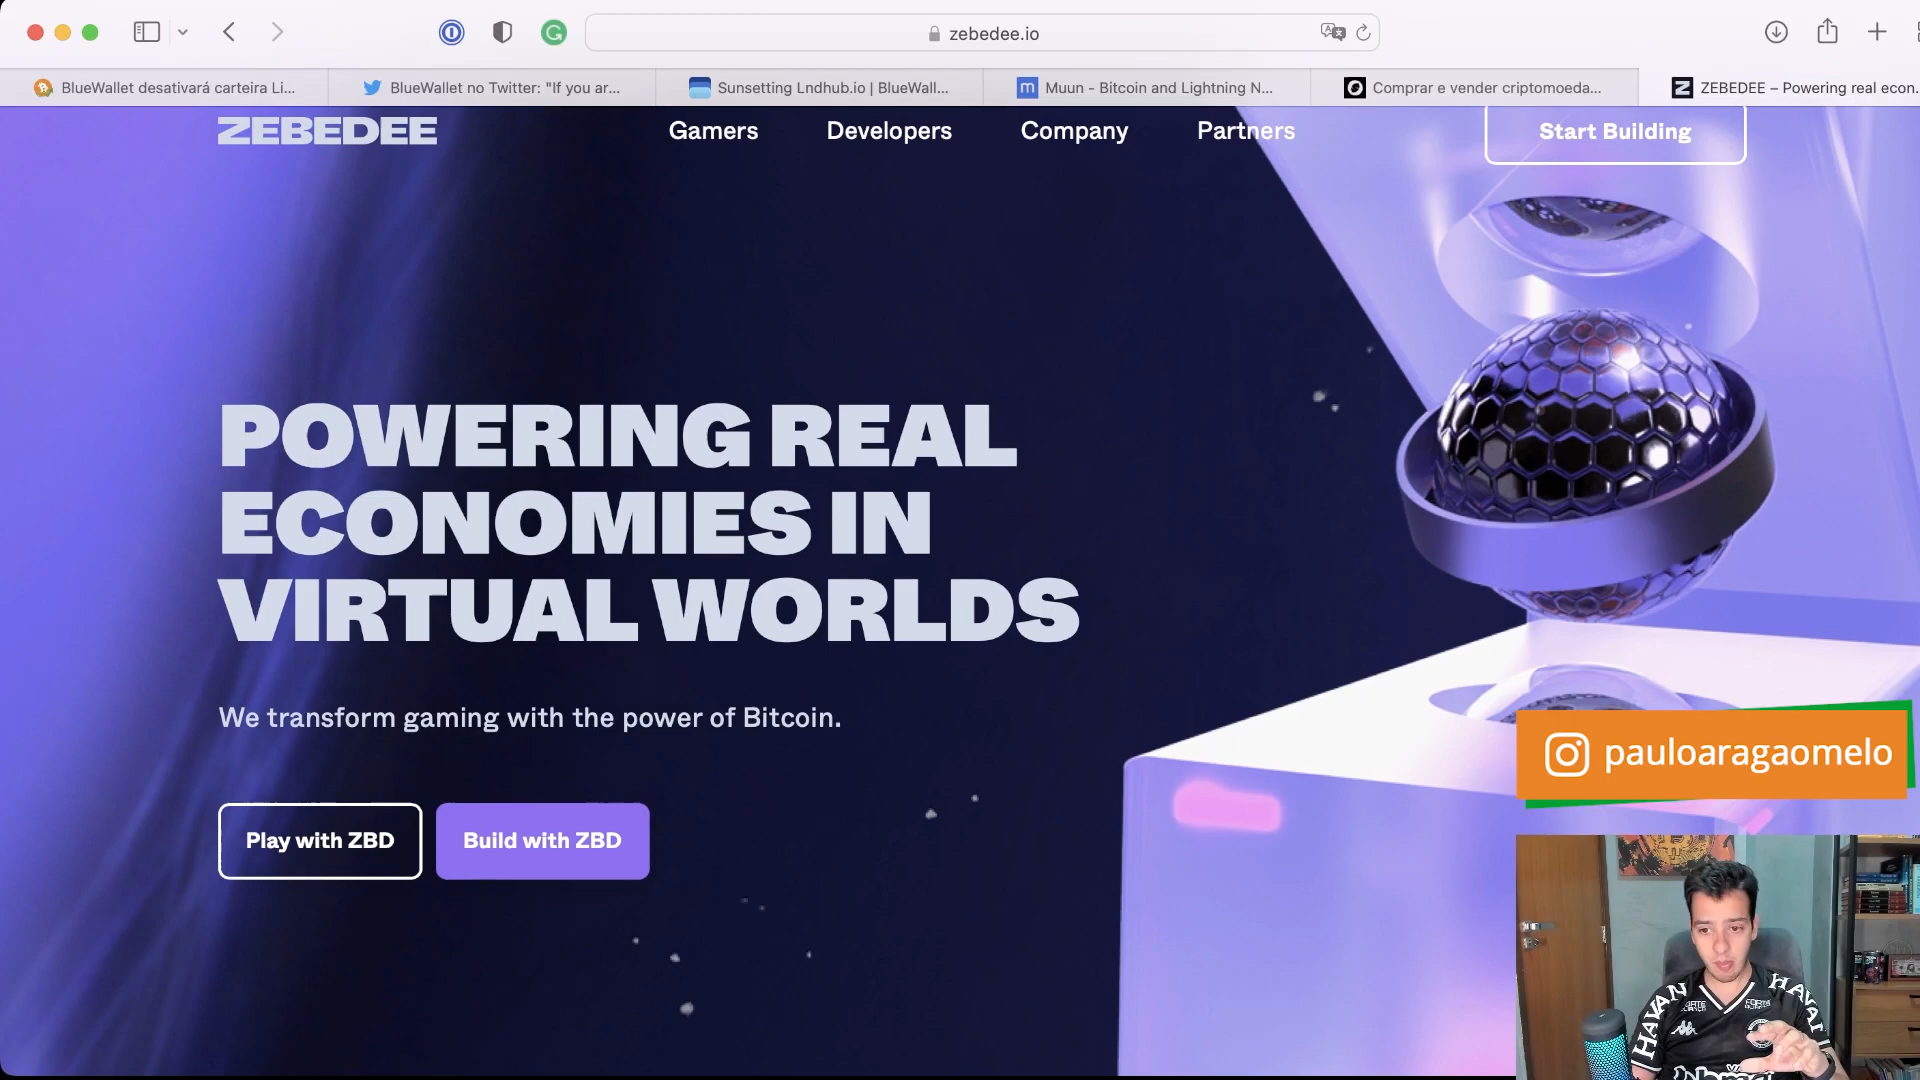 zebedee.io
BlueWallet desativará carteira Li...
BlueWallet no Twitter: "If you ar...
Sunsetting Lndhub.io | BlueWall...
Muun - Bitcoin and Lightning N...
Comprar e vender criptomoeda...
ZEBEDEE – Powering real econ.
ZEBEDEE
Gamers
Developers
Company
Partners
Start Building
POWERING REAL
ECONOMIES IN
VIRTUAL WORLDS
We transform gaming with the power of Bitcoin.
Play with ZBD
Build with ZBD
pauloaragaomelo
HAVAN
HAVAN